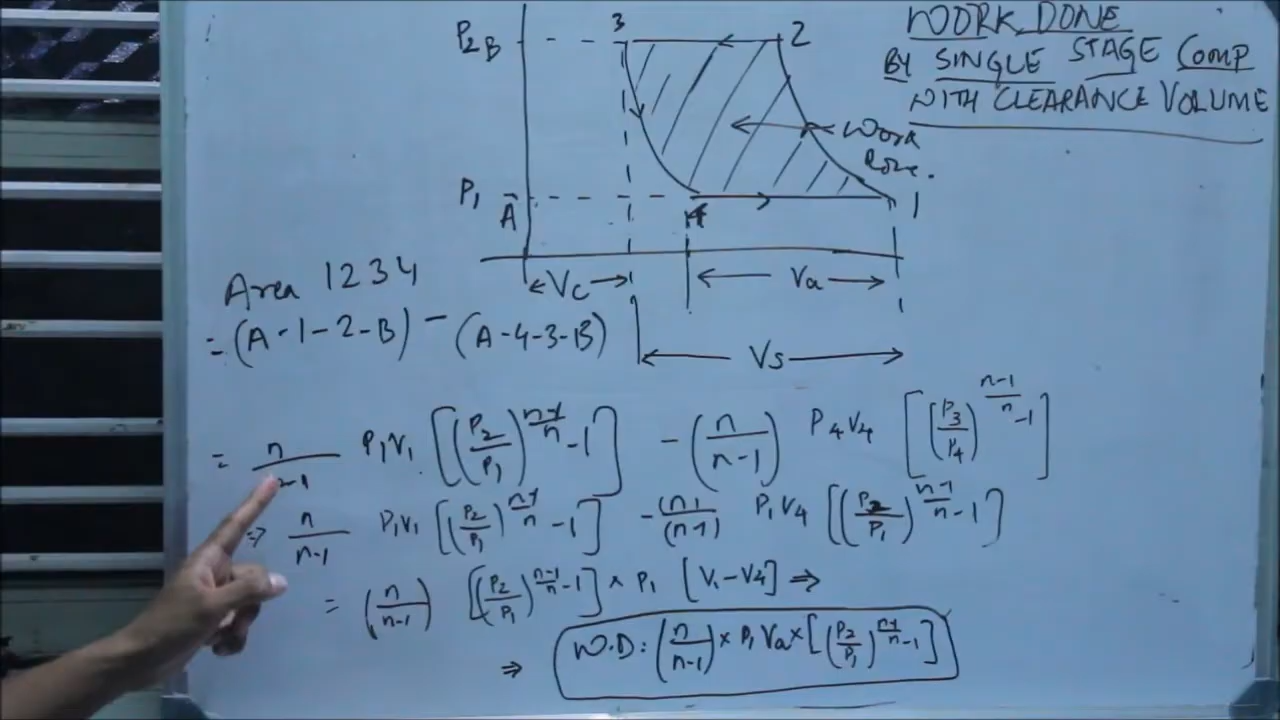 WORK DONE
BY SINGLE STAGE COMP
WITH CLEARANCE VOLUME
P2 B 3 2
Work
P1 A 4 1
Vc Va
Vs
Area 1234
= (A-1-2-B) - (A-4-3-B)
= n/n-1 P1V1 [(P2/P1)^n-1/n -1] - (n/n-1) P4V4 [(P3/P4)^n-1/n -1]
⇒ n/n-1 P1V1 [(P2/P1)^n-1/n -1] - (n)/(n-1) P1V4 [(P2/P1)^n-1/n -1]
= (n/n-1) [(P2/P1)^n-1/n -1] × P1 [V1-V4] ⇒
⇒ W.D: (n/n-1) × P1 Va × [(P2/P1)^n-1/n -1]